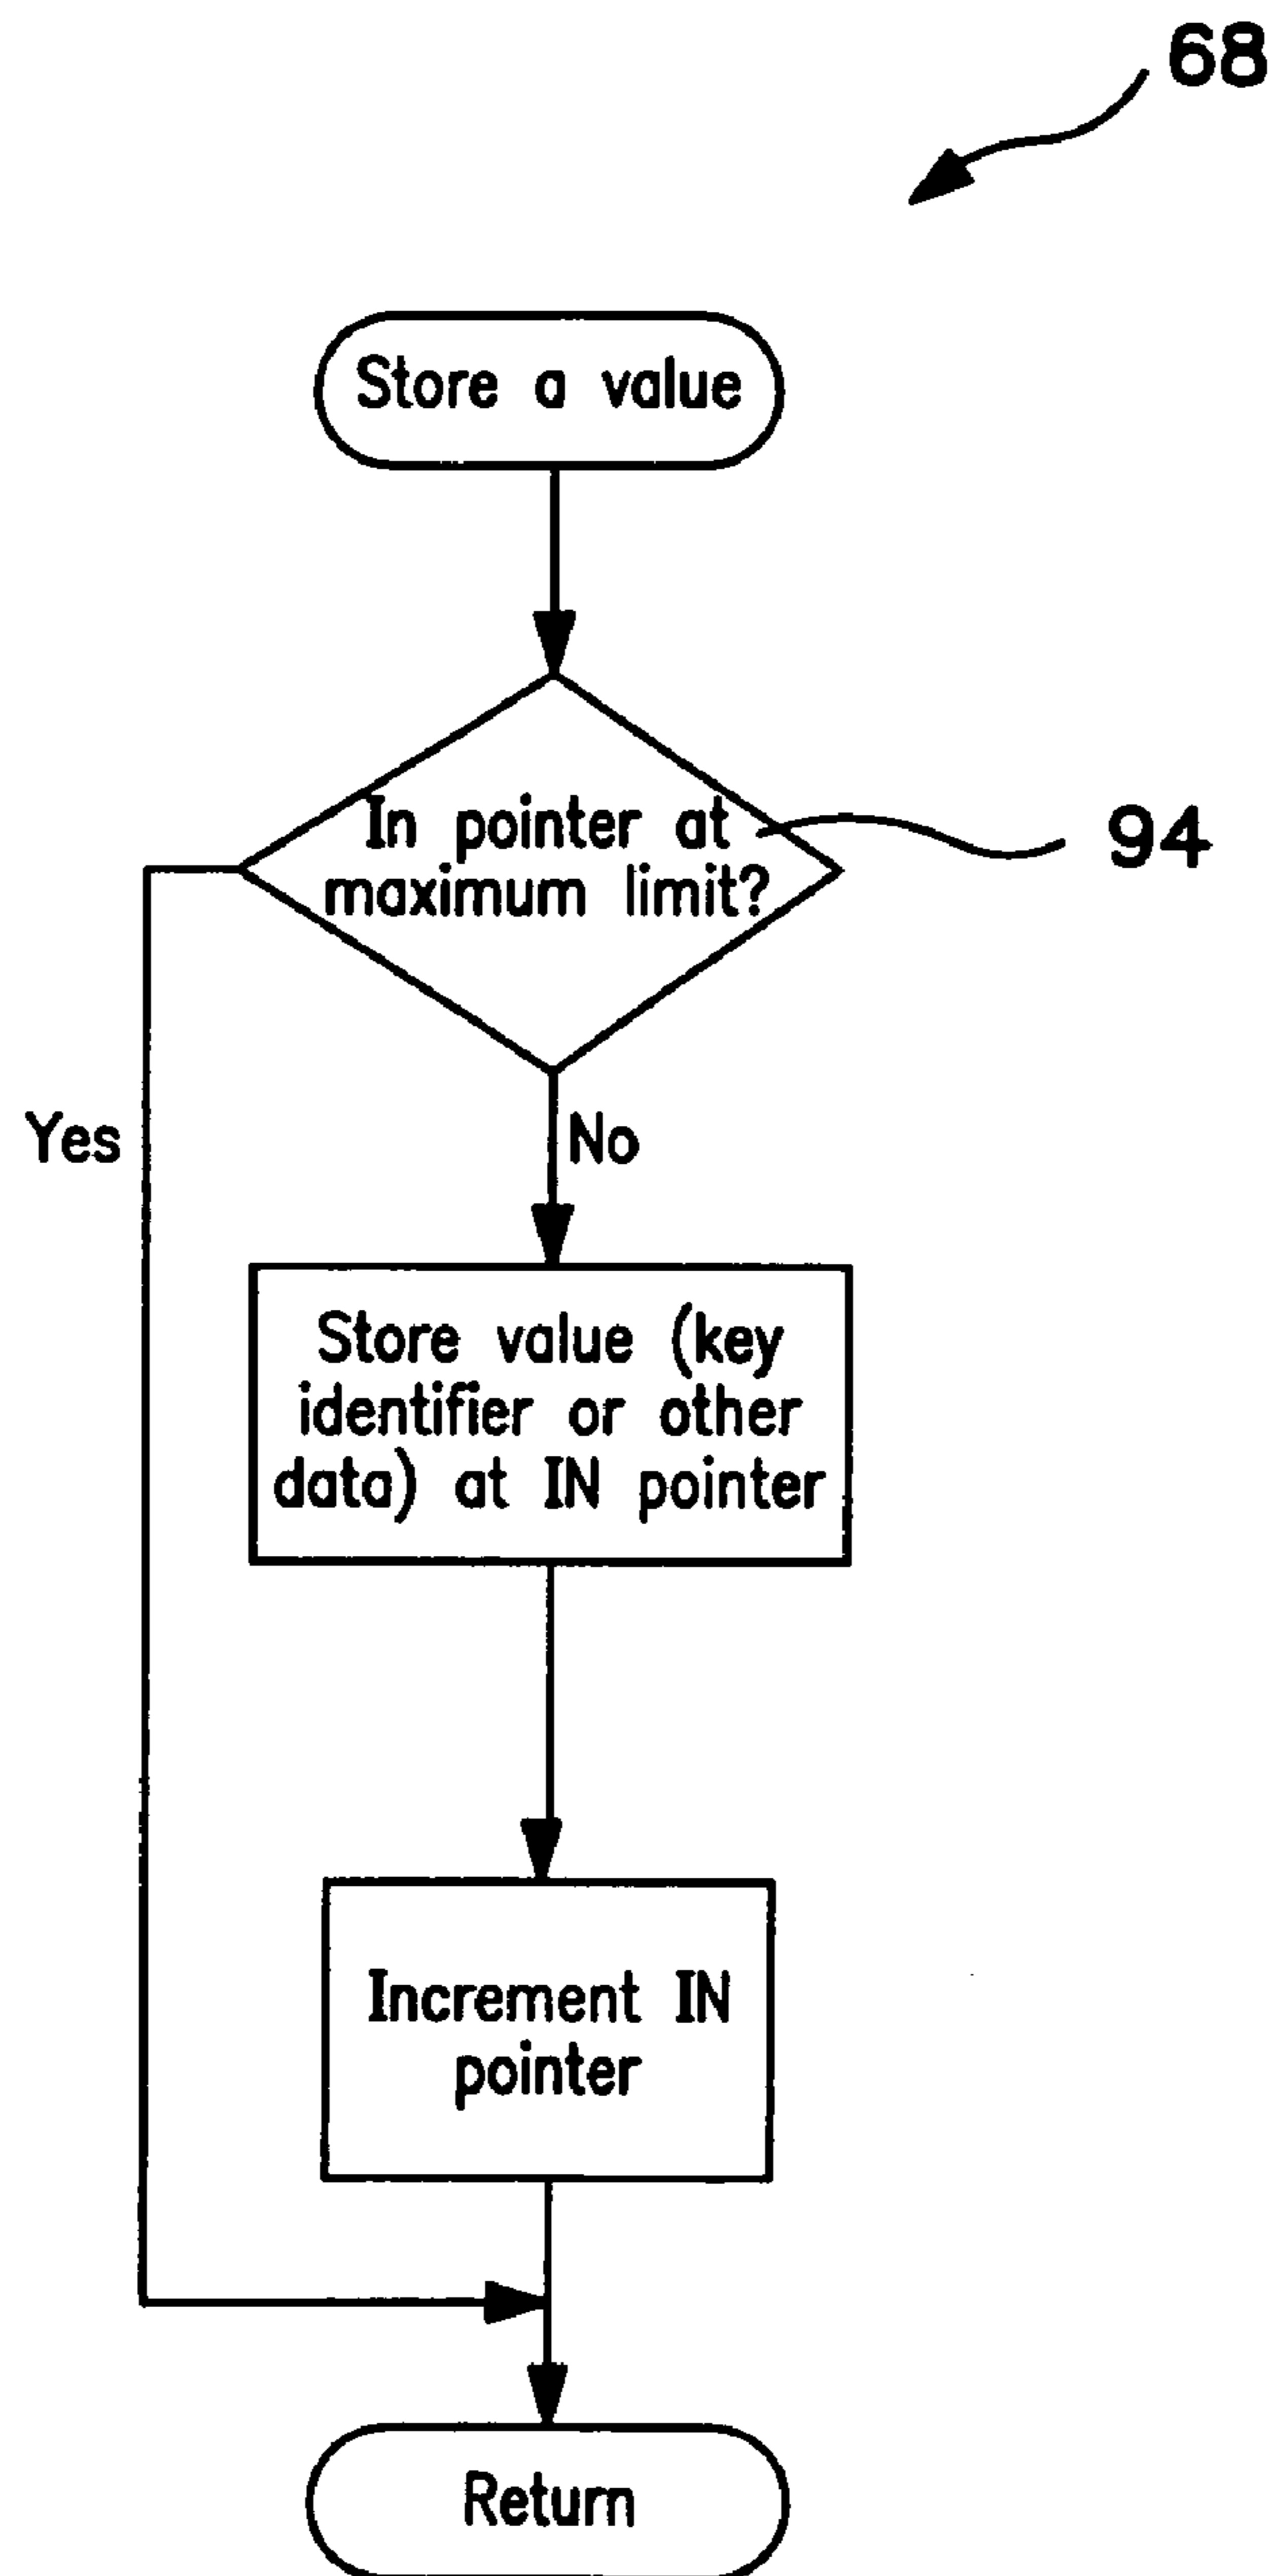 68
Store a value
In pointer at
maximum limit?
94
Yes
No
Store value (key
identifier or other
data) at IN pointer
Increment IN
pointer
Return